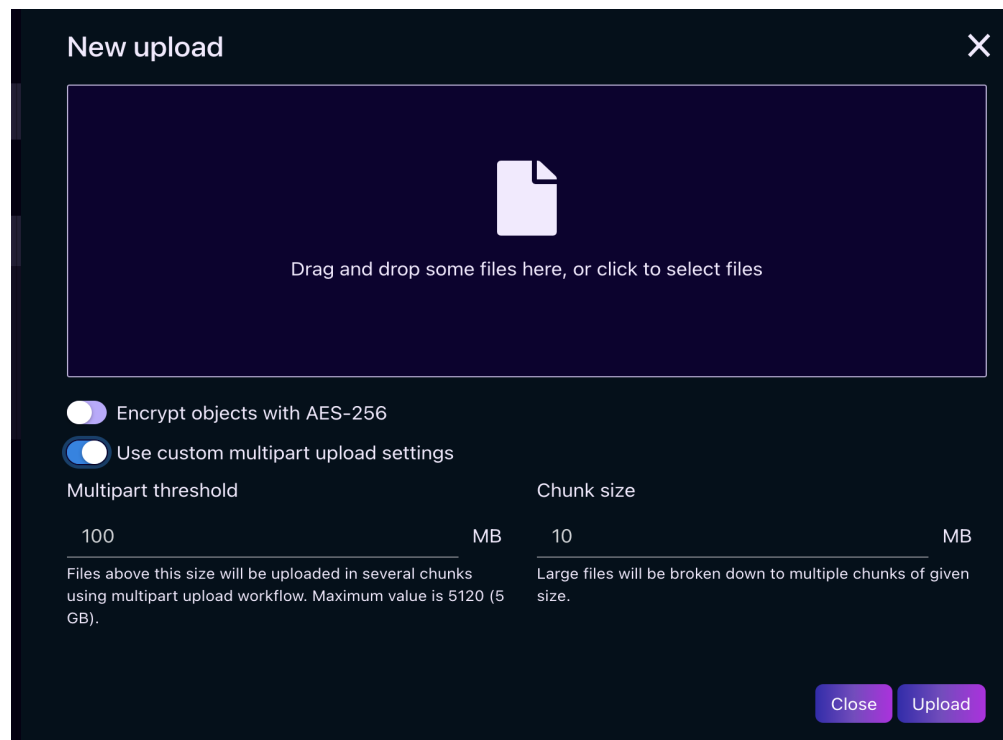 New upload
Drag and drop some files here, or click to select files
Encrypt objects with AES-256
Use custom multipart upload settings
Multipart threshold
100 MB
Files above this size will be uploaded in several chunks
using multipart upload workflow. Maximum value is 5120 (5
GB).
Chunk size
10 MB
Large files will be broken down to multiple chunks of given
size.
Close
Upload